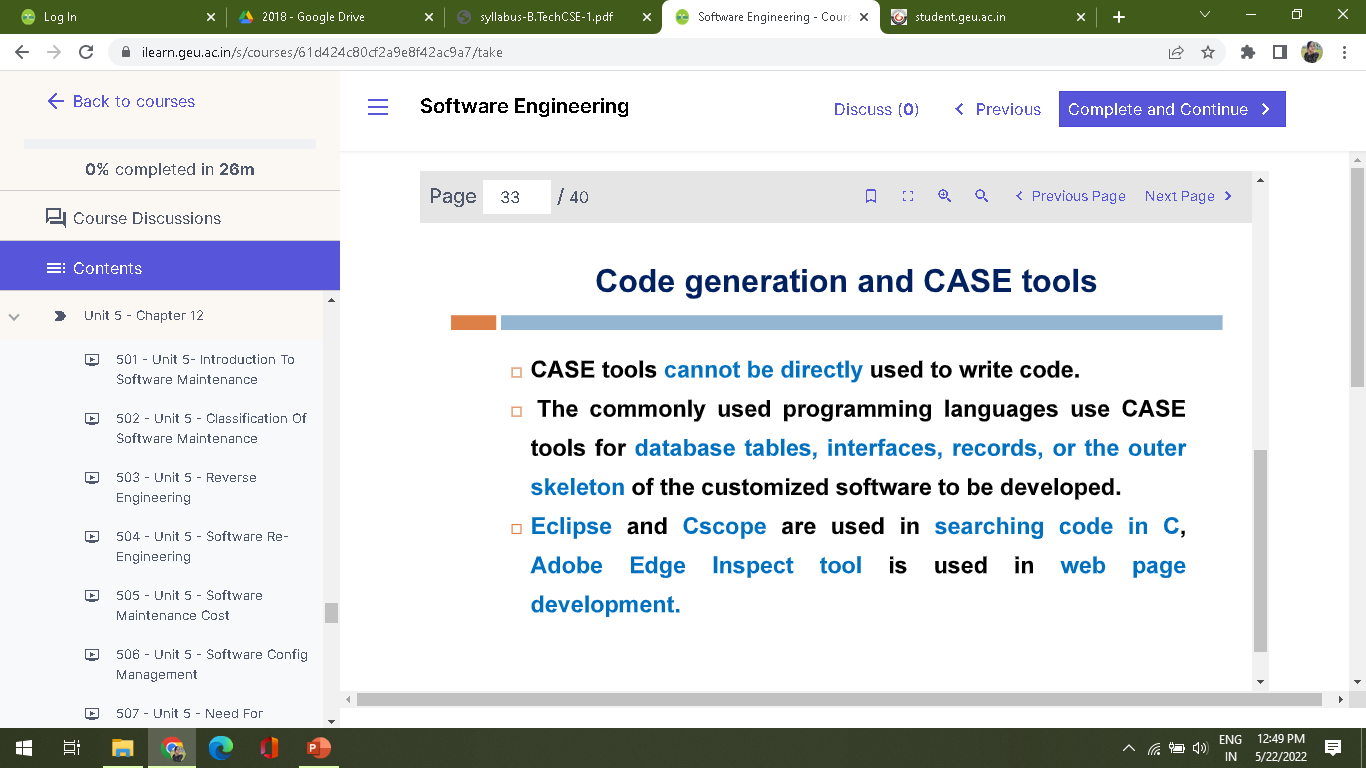 Log In
2018 - Google Drive
syllabus-B.TechCSE-1.pdf
Software Engineering - Cour
student.geu.ac.in
ilearn.geu.ac.in/s/courses/61d424c80cf2a9e8f42ac9a7/take
Back to courses
0% completed in 26m
Course Discussions
Contents
Unit 5 - Chapter 12
501 - Unit 5- Introduction To
Software Maintenance
502 - Unit 5 - Classification Of
Software Maintenance
503 - Unit 5 - Reverse
Engineering
504 - Unit 5 - Software Re-
Engineering
505 - Unit 5 - Software
Maintenance Cost
506 - Unit 5 - Software Config
Management
507 - Unit 5 - Need For
Software Engineering
Discuss (0)
Previous
Complete and Continue
Page 33 / 40
Previous Page
Next Page
Code generation and CASE tools
CASE tools cannot be directly used to write code.
The commonly used programming languages use CASE
tools for database tables, interfaces, records, or the outer
skeleton of the customized software to be developed.
Eclipse and Cscope are used in searching code in C,
Adobe Edge Inspect tool is used in web page
development.
ENG
IN
12:49 PM
5/22/2022